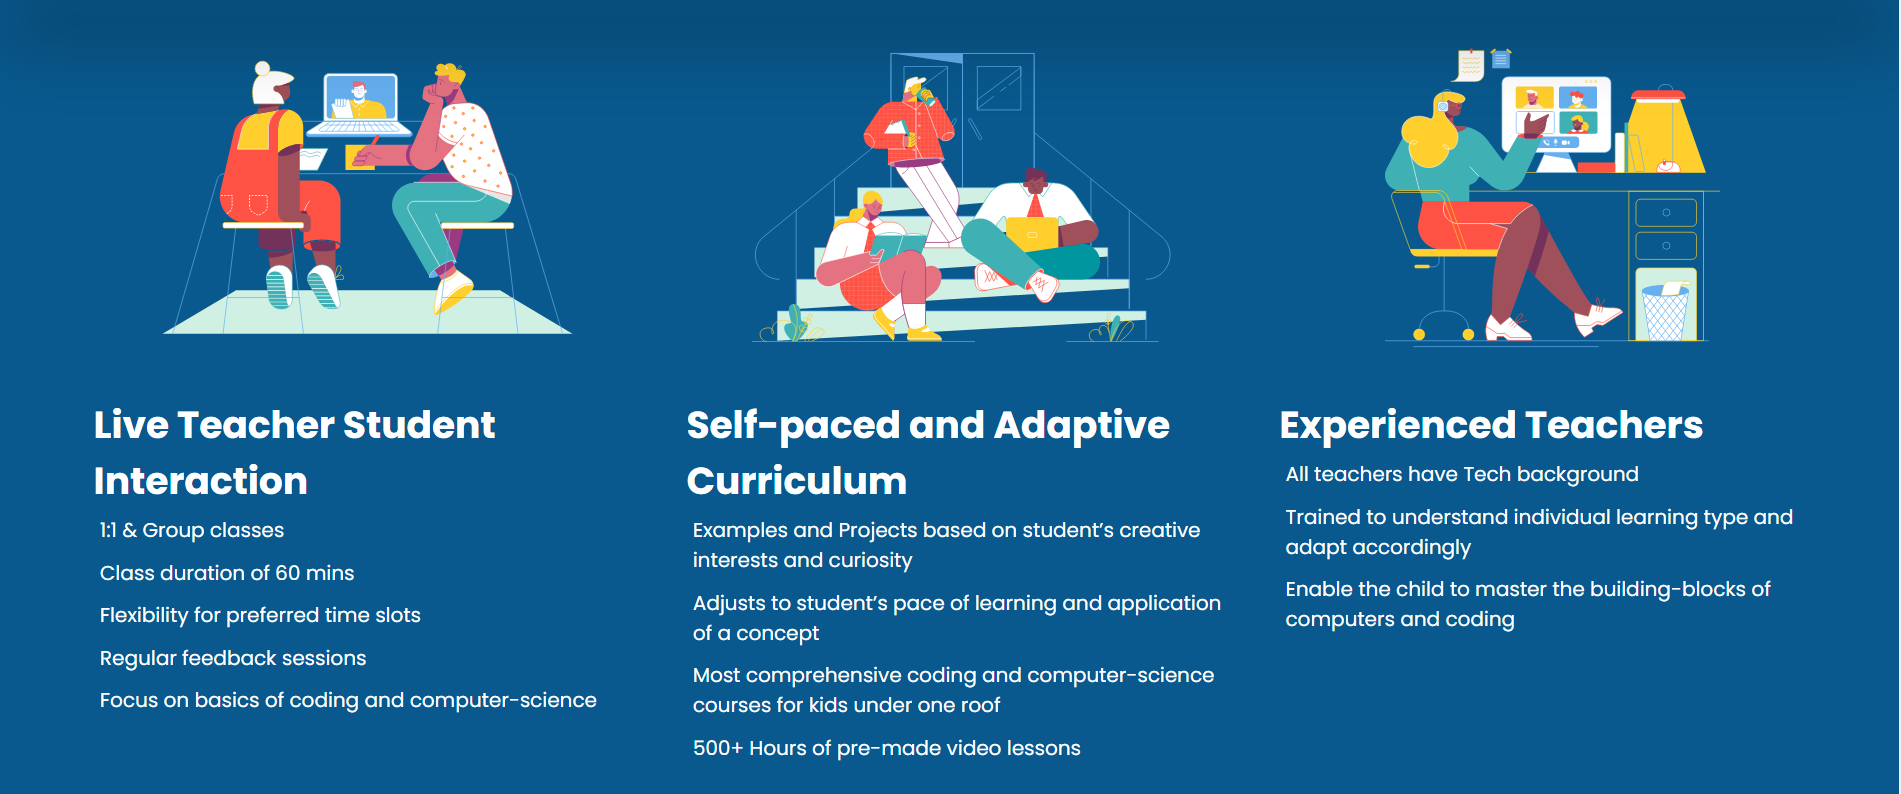 Live Teacher Student
Interaction
1:1 & Group classes
Class duration of 60 mins
Flexibility for preferred time slots
Regular feedback sessions
Focus on basics of coding and computer-science
Self-paced and Adaptive
Curriculum
Examples and Projects based on student’s creative
interests and curiosity
Adjusts to student’s pace of learning and application
of a concept
Most comprehensive coding and computer-science
courses for kids under one roof
500+ Hours of pre-made video lessons
Experienced Teachers
All teachers have Tech background
Trained to understand individual learning type and
adapt accordingly
Enable the child to master the building-blocks of
computers and coding